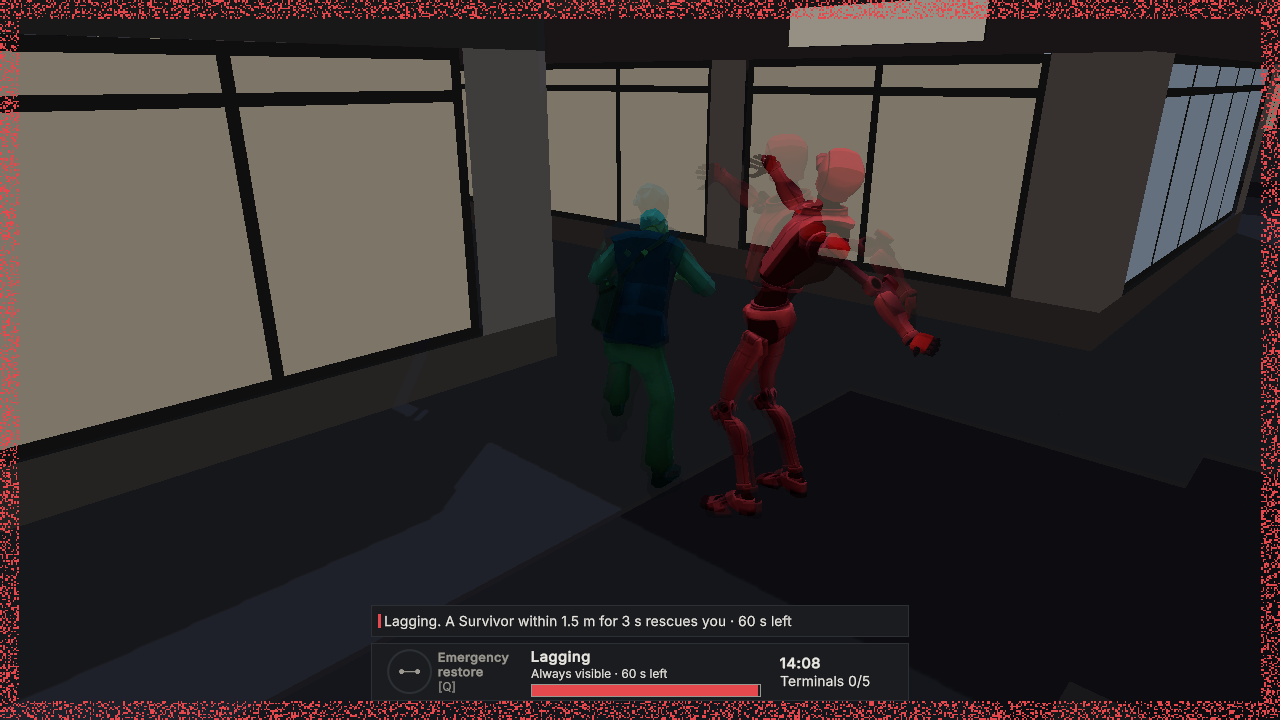 Lagging. A Survivor within 1.5 m for 3 s rescues you · 60 s left
Emergency
restore
[Q]
Lagging
Always visible · 60 s left
14:08
Terminals 0/5